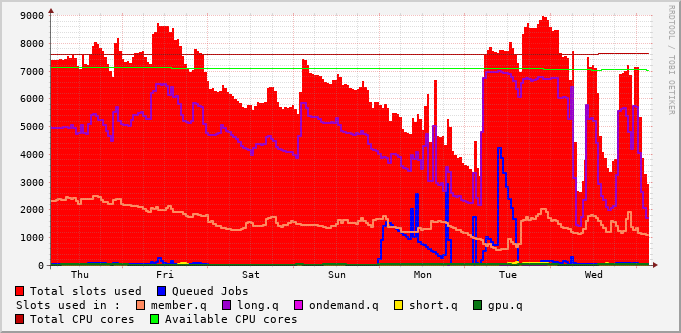 9000
8000
7000
6000
5000
4000
3000
2000
1000
0
Thu Fri Sat Sun Mon Tue Wed
RRDTOOL / TOBI OETIKER
Total slots used Queued Jobs
Slots used in : member.q long.q ondemand.q short.q gpu.q
Total CPU cores Available CPU cores